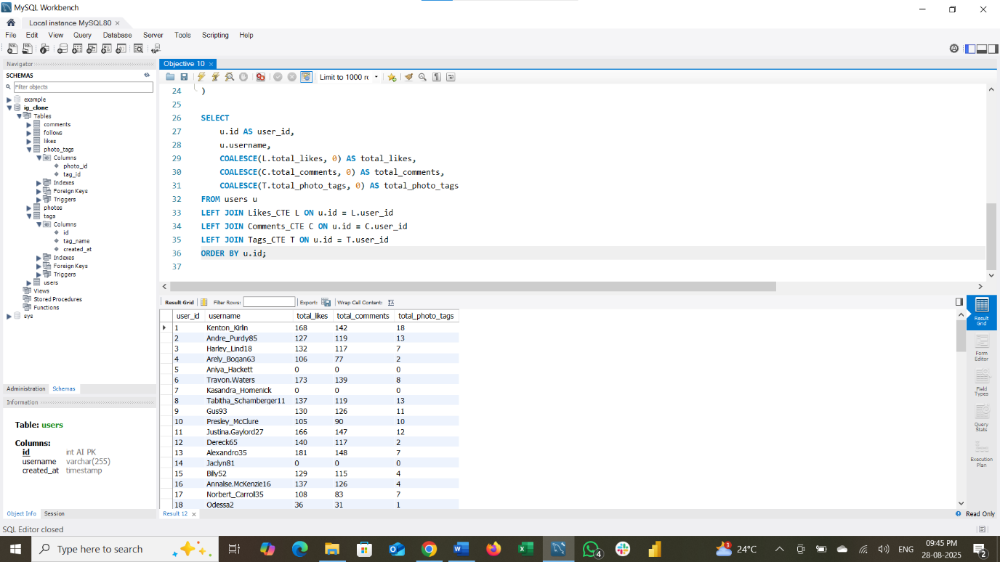 MySQL Workbench
Local instance MySQL80
File Edit View Query Database Server Tools Scripting Help
Navigator
SCHEMAS
Filter objects
example
ig_clone
Tables
comments
follows
likes
photo_tags
Columns
photo_id
tag_id
Indexes
Foreign Keys
Triggers
photos
tags
Columns
id
tag_name
created_at
Indexes
Foreign Keys
Triggers
users
Views
Stored Procedures
Functions
sys
Administration Schemas
Information
Table: users
Columns:
id int AI PK
username varchar(255)
created_at timestamp
Object Info Session
Objective 10
Limit to 1000 rc
24 )
25
26 SELECT
27 u.id AS user_id,
28 u.username,
29 COALESCE(L.total_likes, 0) AS total_likes,
30 COALESCE(C.total_comments, 0) AS total_comments,
31 COALESCE(T.total_photo_tags, 0) AS total_photo_tags
32 FROM users u
33 LEFT JOIN Likes_CTE L ON u.id = L.user_id
34 LEFT JOIN Comments_CTE C ON u.id = C.user_id
35 LEFT JOIN Tags_CTE T ON u.id = T.user_id
36 ORDER BY u.id;
37
Result Grid Filter Rows: Export: Wrap Cell Content:
user_id username total_likes total_comments total_photo_tags
1 Kenton_Kirlin 168 142 18
2 Andre_Purdy85 127 119 13
3 Harley_Lind18 132 117 7
4 Arely_Bogan63 106 77 2
5 Aniya_Hackett 0 0 0
6 Travon.Waters 173 139 8
7 Kasandra_Homenick 0 0 0
8 Tabitha_Schamberger11 137 119 13
9 Gus93 130 126 11
10 Presley_McClure 105 90 10
11 Justina.Gaylord27 166 147 12
12 Dereck65 140 117 2
13 Alexandro35 181 148 7
14 Jaclyn81 0 0 0
15 Billy52 129 115 4
16 Annalise.McKenzie16 137 126 4
17 Norbert_Carroll35 108 83 7
18 Odessa2 36 31 1
Result Grid
Form Editor
Field Types
Query Stats
Execution Plan
Result 12
Read Only
SQL Editor closed
Type here to search
4
3
24°C
ENG
09:45 PM
28-08-2025
2